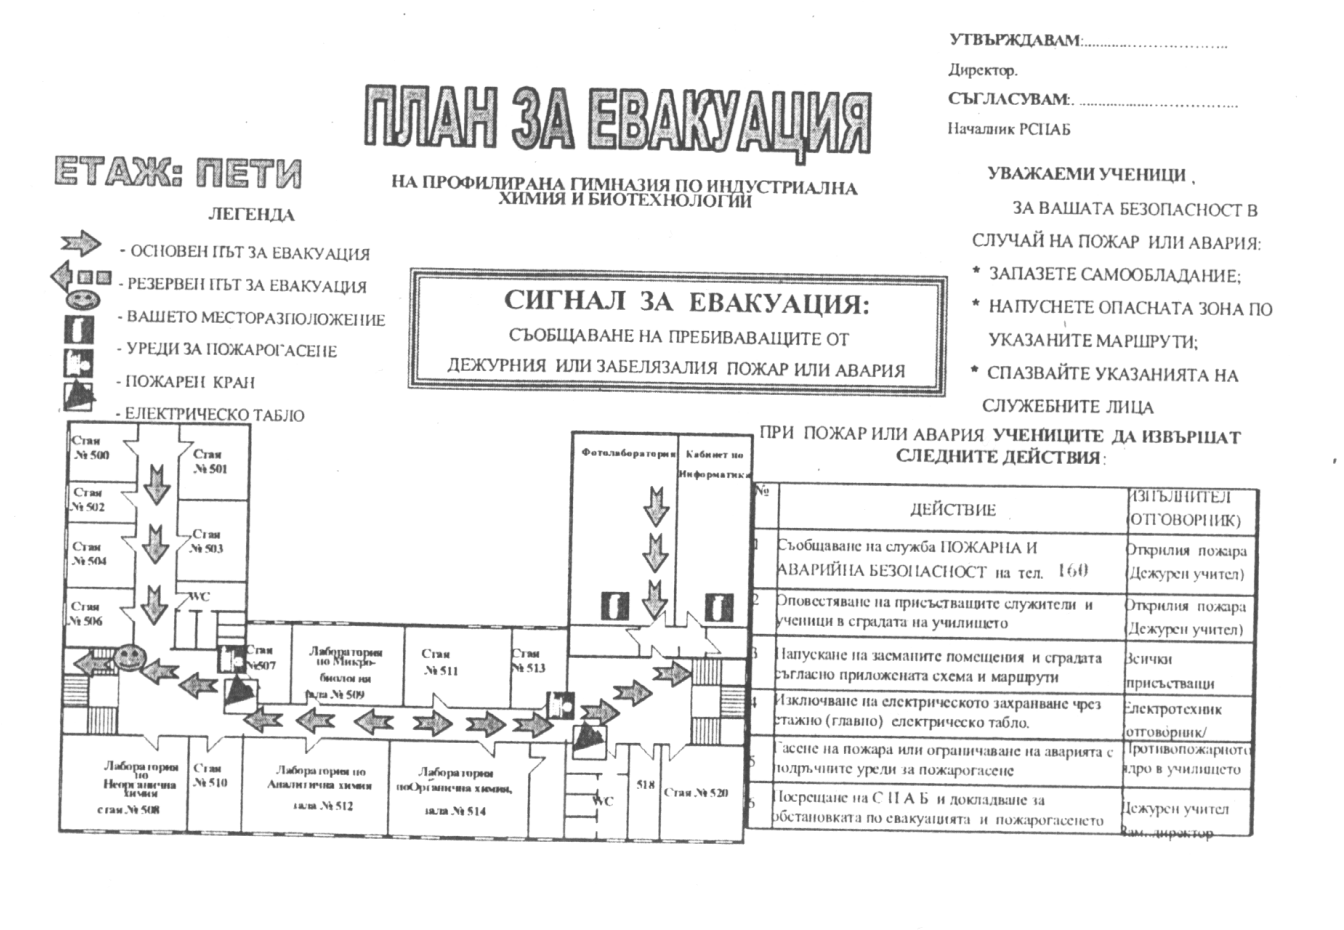 УТВЪРЖДАВАМ:................................
Директор.
СЪГЛАСУВАМ:. ................................
Началник РСПАБ
ПЛАН ЗА ЕВАКУАЦИЯ
НА ПРОФИЛИРАНА ГИМНАЗИЯ ПО ИНДУСТРИАЛНА
ХИМИЯ И БИОТЕХНОЛОГИИ
ЕТАЖ: ПЕТИ
ЛЕГЕНДА
- ОСНОВЕН ПЪТ ЗА ЕВАКУАЦИЯ
- РЕЗЕРВЕН ПЪТ ЗА ЕВАКУАЦИЯ
- ВАШЕТО МЕСТОРАЗПОЛОЖЕНИЕ
- УРЕДИ ЗА ПОЖАРОГАСЕНЕ
- ПОЖАРЕН КРАН
- ЕЛЕКТРИЧЕСКО ТАБЛО
СИГНАЛ ЗА ЕВАКУАЦИЯ:
СЪОБЩАВАНЕ НА ПРЕБИВАВАЩИТЕ ОТ
ДЕЖУРНИЯ ИЛИ ЗАБЕЛЯЗАЛИЯ ПОЖАР ИЛИ АВАРИЯ
УВАЖАЕМИ УЧЕНИЦИ ,
ЗА ВАШАТА БЕЗОПАСНОСТ В
СЛУЧАЙ НА ПОЖАР ИЛИ АВАРИЯ:
* ЗАПАЗЕТЕ САМООБЛАДАНИЕ;
* НАПУСНЕТЕ ОПАСНАТА ЗОНА ПО
УКАЗАНИТЕ МАРШРУТИ;
* СПАЗВАЙТЕ УКАЗАНИЯТА НА
СЛУЖЕБНИТЕ ЛИЦА
ПРИ ПОЖАР ИЛИ АВАРИЯ УЧЕНИЦИТЕ ДА ИЗВЪРШАТ
СЛЕДНИТЕ ДЕЙСТВИЯ:
№
ДЕЙСТВИЕ
ИЗПЪЛНИТЕЛ
(ОТГОВОРНИК)
1
Съобщаване на служба ПОЖАРНА И
АВАРИЙНА БЕЗОПАСНОСТ на тел. 160
Открилия пожара
(Дежурен учител)
2
Оповестяване на присъстващите служители и
ученици в сградата на училището
Открилия пожара
(Дежурен учител)
3
Напускане на заеманите помещения и сградата
съгласно приложената схема и маршрути
Всички
присъстващи
4
Изключване на електрическото захранване чрез
етажно (главно) електрическо табло.
Електротехник
/отговорник/
5
Гасене на пожара или ограничаване на аварията с
подръчните уреди за пожарогасене
Противопожарното
ядро в училището
6
Посрещане на С П А Б и докладване за
обстановката по евакуацията и пожарогасенето
Дежурен учител
Зам. директор
Стая
№ 500
Стая
№ 501
Стая
№ 502
Стая
№ 503
Стая
№ 504
WC
Стая
№ 506
Стая
№507
Лаборатория
по Микро-
биология
зала № 509
Стая
№ 511
Стая
№ 513
Фотолаборатория
Кабинет по
Информатика
Лаборатория
по
Неорганична
химия
стая № 508
Стая
№ 510
Лаборатория по
Аналитична химия
зала № 512
Лаборатория
поОрганична химия,
зала № 514
WC
518
Стая № 520